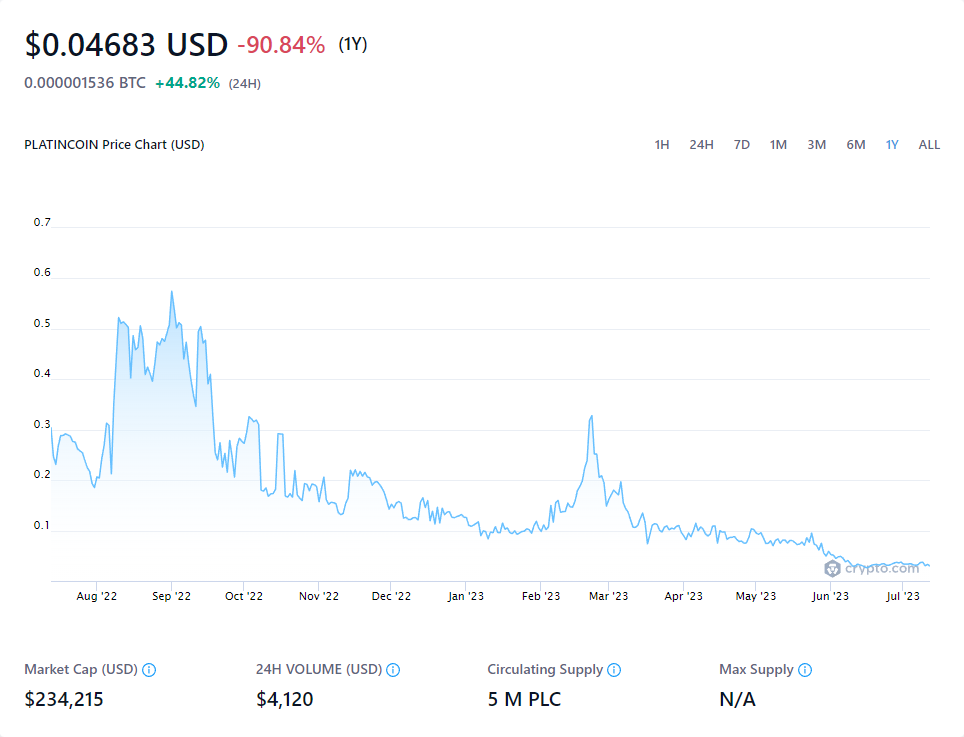 $0.04683 USD -90.84% (1Y)
0.000001536 BTC +44.82% (24H)
PLATINCOIN Price Chart (USD) 1H 24H 7D 1M 3M 6M 1Y ALL
0.7
0.6
0.5
0.4
0.3
0.2
0.1
crypto.com
Aug '22 Sep '22 Oct '22 Nov '22 Dec '22 Jan '23 Feb '23 Mar '23 Apr '23 May '23 Jun '23 Jul '23
Market Cap (USD) 24H VOLUME (USD) Circulating Supply Max Supply
$234,215 $4,120 5 M PLC N/A